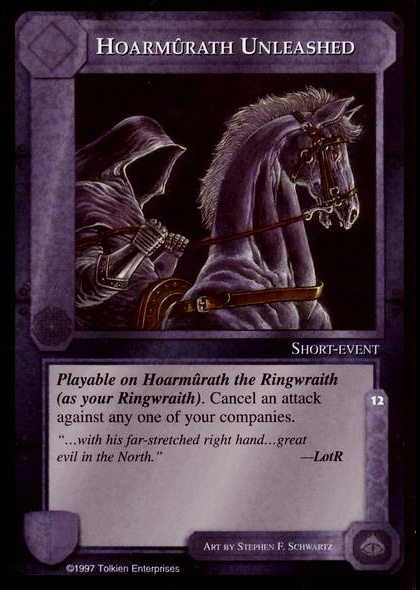 Hoarmûrath Unleashed
Short-event
Playable on Hoarmûrath the Ringwraith
(as your Ringwraith). Cancel an attack
against any one of your companies.
12
“…with his far-stretched right hand…great
evil in the North.” —LotR
Art by Stephen F. Schwartz
©1997 Tolkien Enterprises